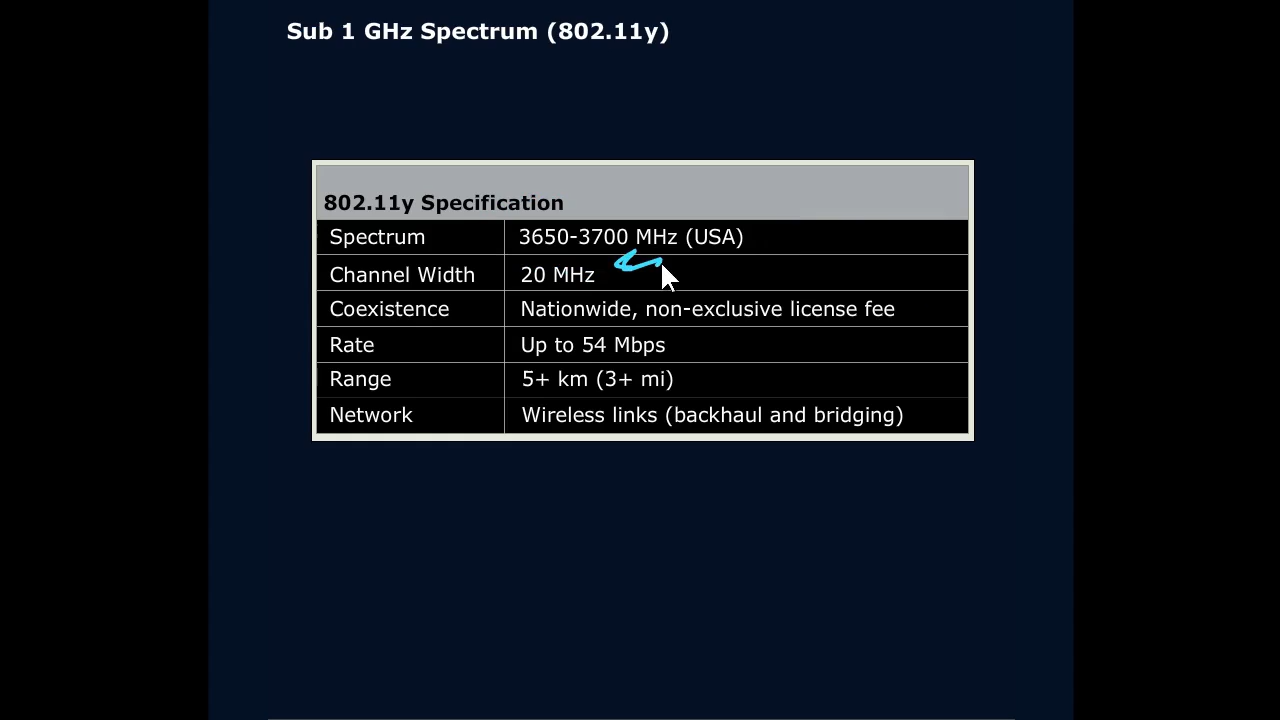 Sub 1 GHz Spectrum (802.11y)
802.11y Specification
Spectrum 3650-3700 MHz (USA)
Channel Width 20 MHz
Coexistence Nationwide, non-exclusive license fee
Rate Up to 54 Mbps
Range 5+ km (3+ mi)
Network Wireless links (backhaul and bridging)